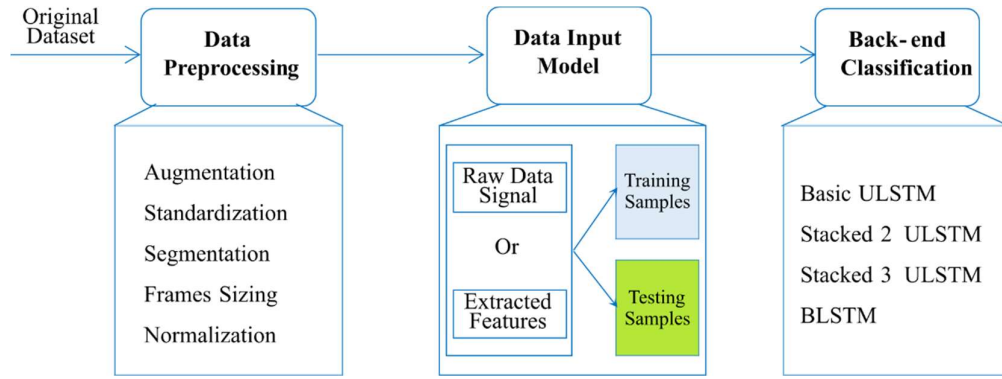 Original
Dataset
Data
Preprocessing
Data Input
Model
Back-end
Classification
Augmentation
Standardization
Segmentation
Frames Sizing
Normalization
Raw Data
Signal
Or
Extracted
Features
Training
Samples
Testing
Samples
Basic ULSTM
Stacked 2 ULSTM
Stacked 3 ULSTM
BLSTM